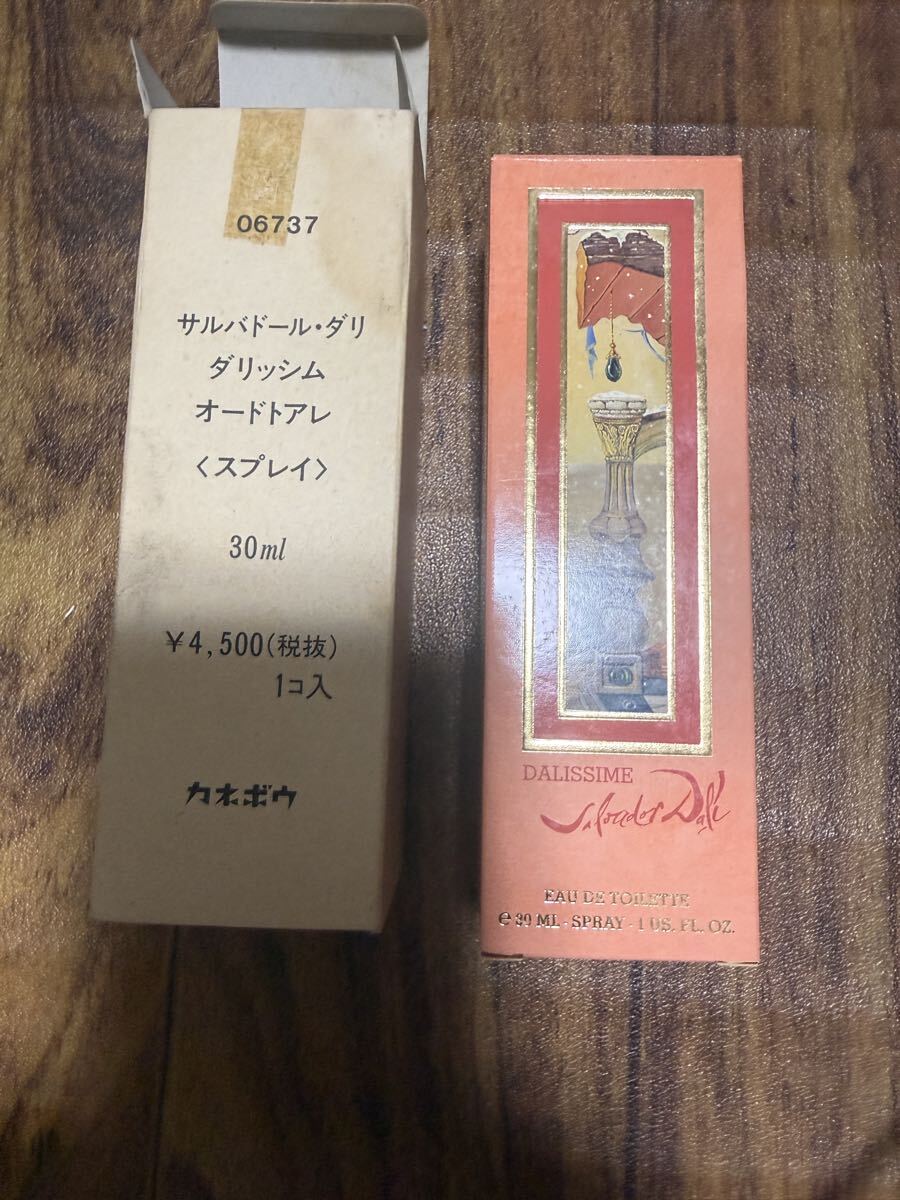 06737
サルバドール・ダリ
ダリッシム
オードトアレ
〈スプレイ〉
30ml
￥4,500(税抜)
1コ入
カネボウ
DALISSIME
Salvador Dali
EAU DE TOILETTE
℮ 30 ML - SPRAY - 1 US. FL. OZ.